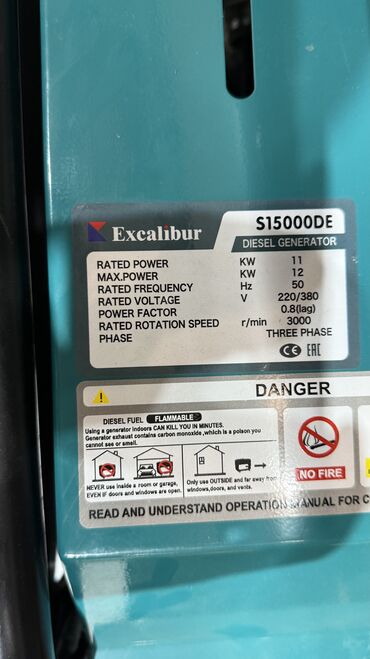 Excalibur S15000DE
DIESEL GENERATOR
RATED POWER KW 11
MAX.POWER KW 12
RATED FREQUENCY Hz 50
RATED VOLTAGE V 220/380
POWER FACTOR 0.8(lag)
RATED ROTATION SPEED r/min 3000
PHASE THREE PHASE
CE EAC
DANGER
DIESEL FUEL FLAMMABLE
Using a generator indoors CAN KILL YOU IN MINUTES.
Generator exhaust contains carbon monoxide ,which is a poison you
cannot see or smell.
NEVER use inside a room or garage,
EVEN IF doors and windows are open.
Only use OUTSIDE and far away from
windows,doors, and vents.
NO FIRE
READ AND UNDERSTAND OPERATION MANUAL FOR